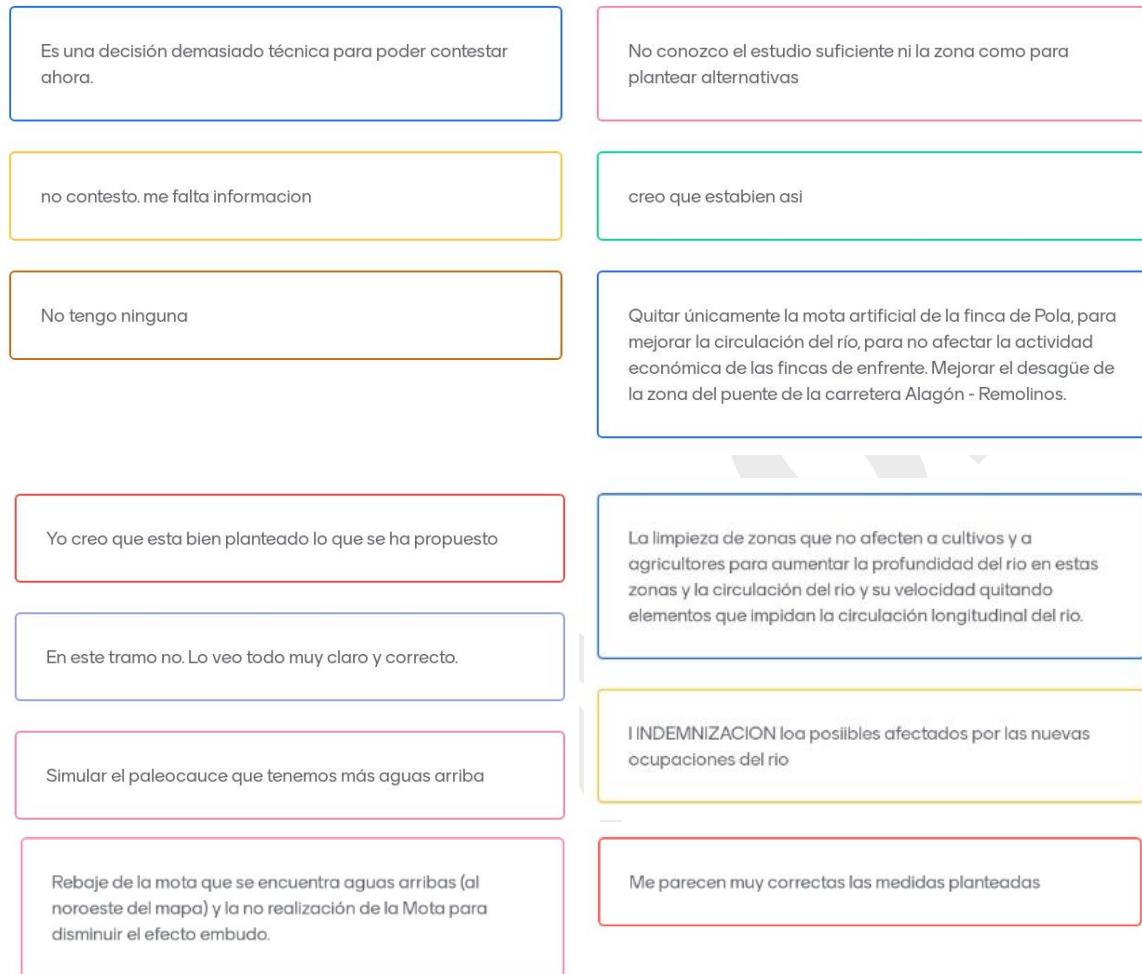 Es una decisión demasiado técnica para poder contestar
ahora.
No conozco el estudio suficiente ni la zona como para
plantear alternativas
no contesto. me falta informacion
creo que estabien asi
No tengo ninguna
Quitar únicamente la mota artificial de la finca de Pola, para
mejorar la circulación del río, para no afectar la actividad
económica de las fincas de enfrente. Mejorar el desagüe de
la zona del puente de la carretera Alagón - Remolinos.
Yo creo que esta bien planteado lo que se ha propuesto
La limpieza de zonas que no afecten a cultivos y a
agricultores para aumentar la profundidad del rio en estas
zonas y la circulación del rio y su velocidad quitando
elementos que impidan la circulación longitudinal del rio.
En este tramo no. Lo veo todo muy claro y correcto.
I INDEMNIZACION loa posiibles afectados por las nuevas
ocupaciones del rio
Simular el paleocauce que tenemos más aguas arriba
Rebaje de la mota que se encuentra aguas arribas (al
noroeste del mapa) y la no realización de la Mota para
disminuir el efecto embudo.
Me parecen muy correctas las medidas planteadas